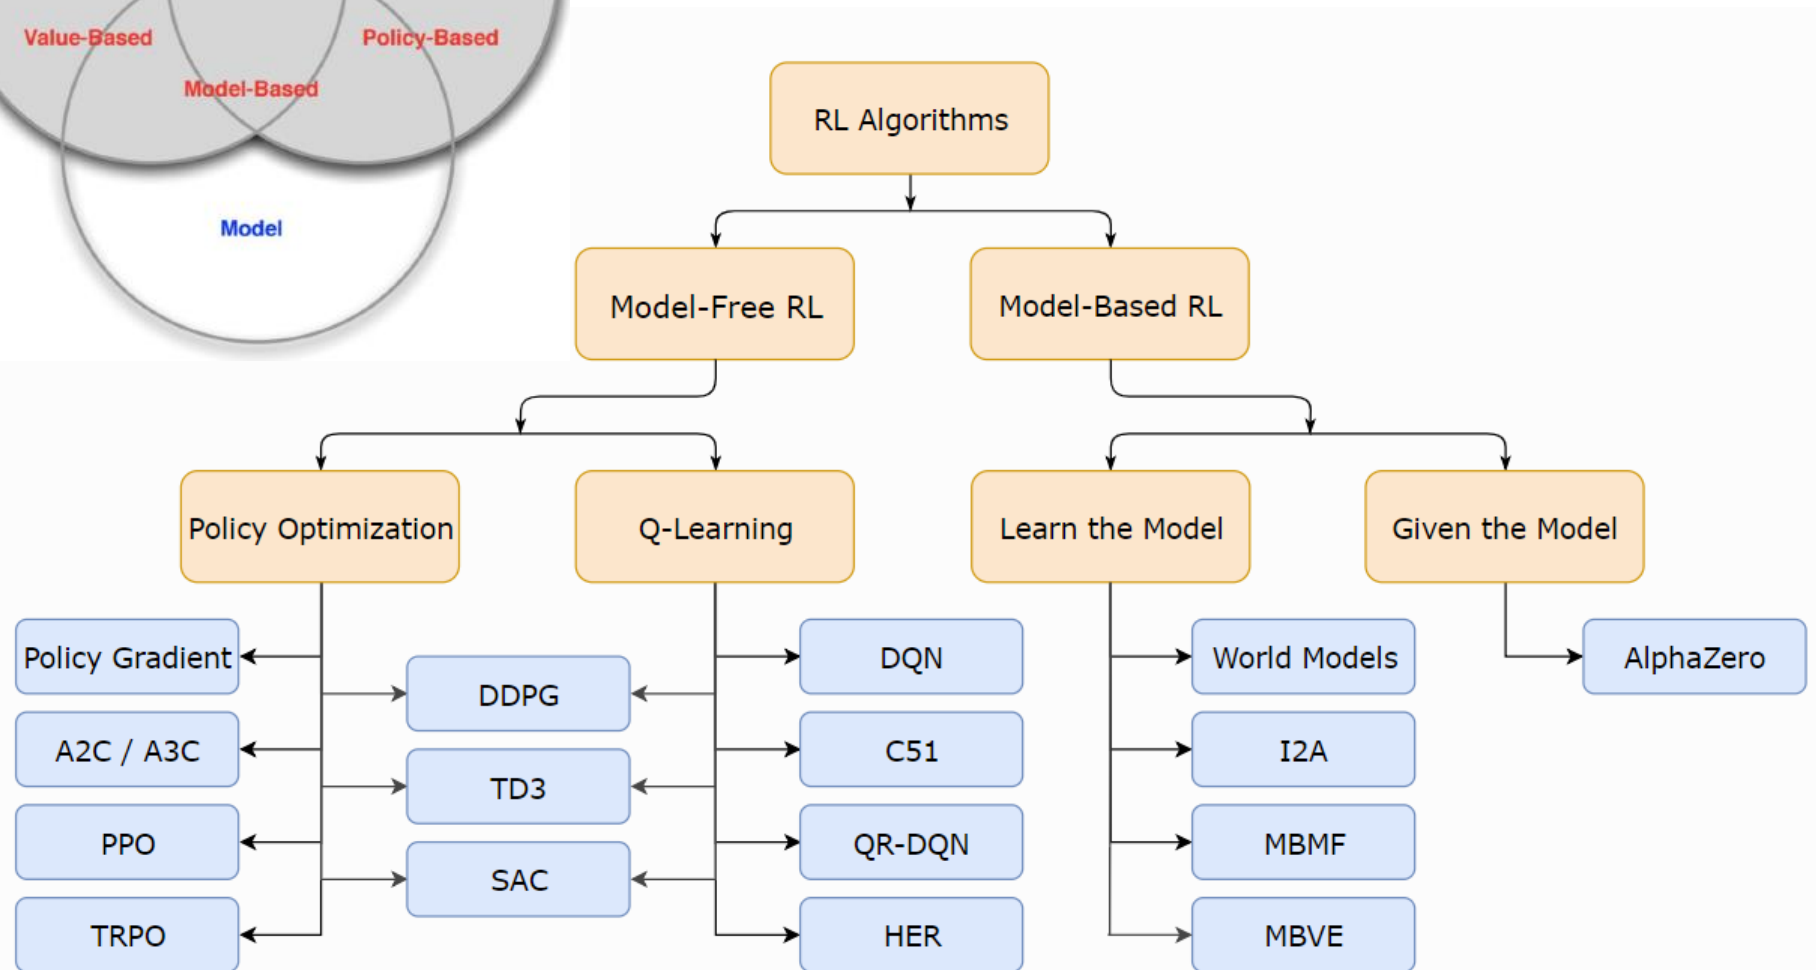 Value-Based
Policy-Based
Model-Based
Model
RL Algorithms
Model-Free RL
Model-Based RL
Policy Optimization
Q-Learning
Learn the Model
Given the Model
Policy Gradient
DDPG
DQN
World Models
AlphaZero
A2C / A3C
TD3
C51
I2A
PPO
SAC
QR-DQN
MBMF
TRPO
HER
MBVE